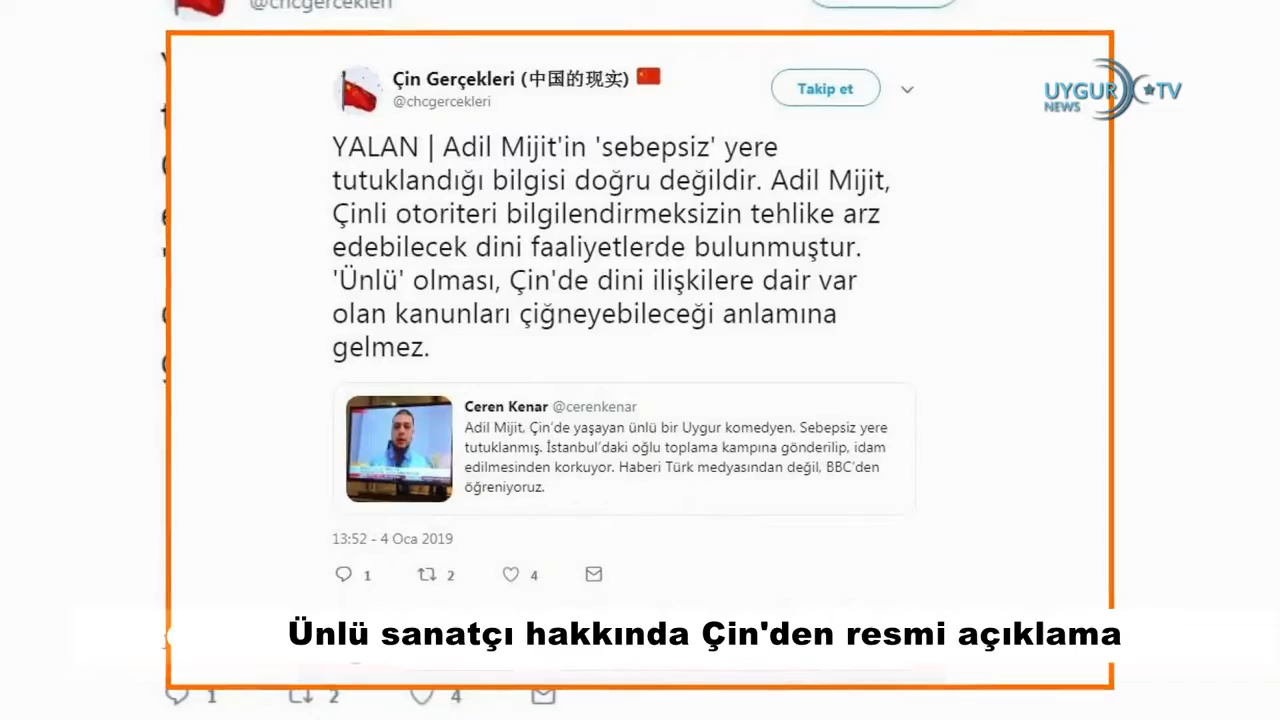 @chcgercekleri
Çin Gerçekleri (中国的现实)
@chcgercekleri
Takip et
UYGUR TV
NEWS
YALAN | Adil Mijit'in 'sebepsiz' yere
tutuklandığı bilgisi doğru değildir. Adil Mijit,
Çinli otoriteri bilgilendirmeksizin tehlike arz
edebilecek dini faaliyetlerde bulunmuştur.
'Ünlü' olması, Çin'de dini ilişkilere dair var
olan kanunları çiğneyebileceği anlamına
gelmez.
Ceren Kenar @cerenkenar
Adil Mijit, Çin’de yaşayan ünlü bir Uygur komedyen. Sebepsiz yere
tutuklanmış. İstanbul’daki oğlu toplama kampına gönderilip, idam
edilmesinden korkuyor. Haberi Türk medyasından değil, BBC’den
öğreniyoruz.
13:52 - 4 Oca 2019
1 2 4
Ünlü sanatçı hakkında Çin'den resmi açıklama
1 2 4